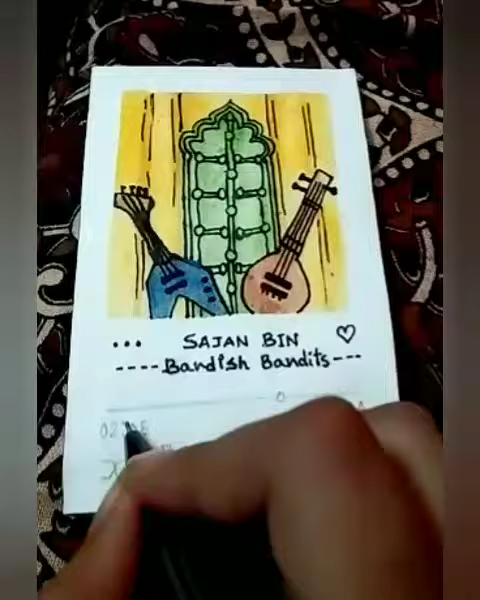 ... SAJAN BIN ♡
----Bandish Bandits---